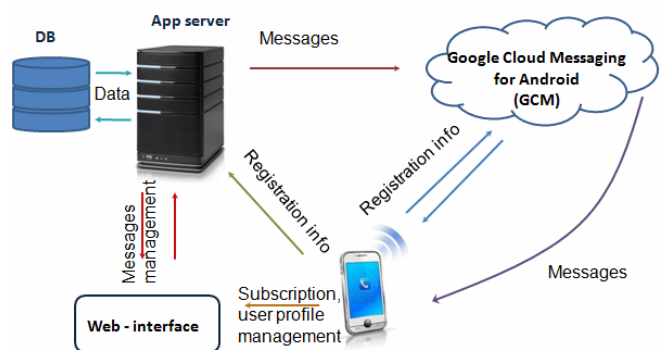 DB
App server
Messages
Google Cloud Messaging
for Android
(GCM)
Data
Messages
management
Registration info
Registration info
Messages
Subscription,
user profile
management
Web - interface